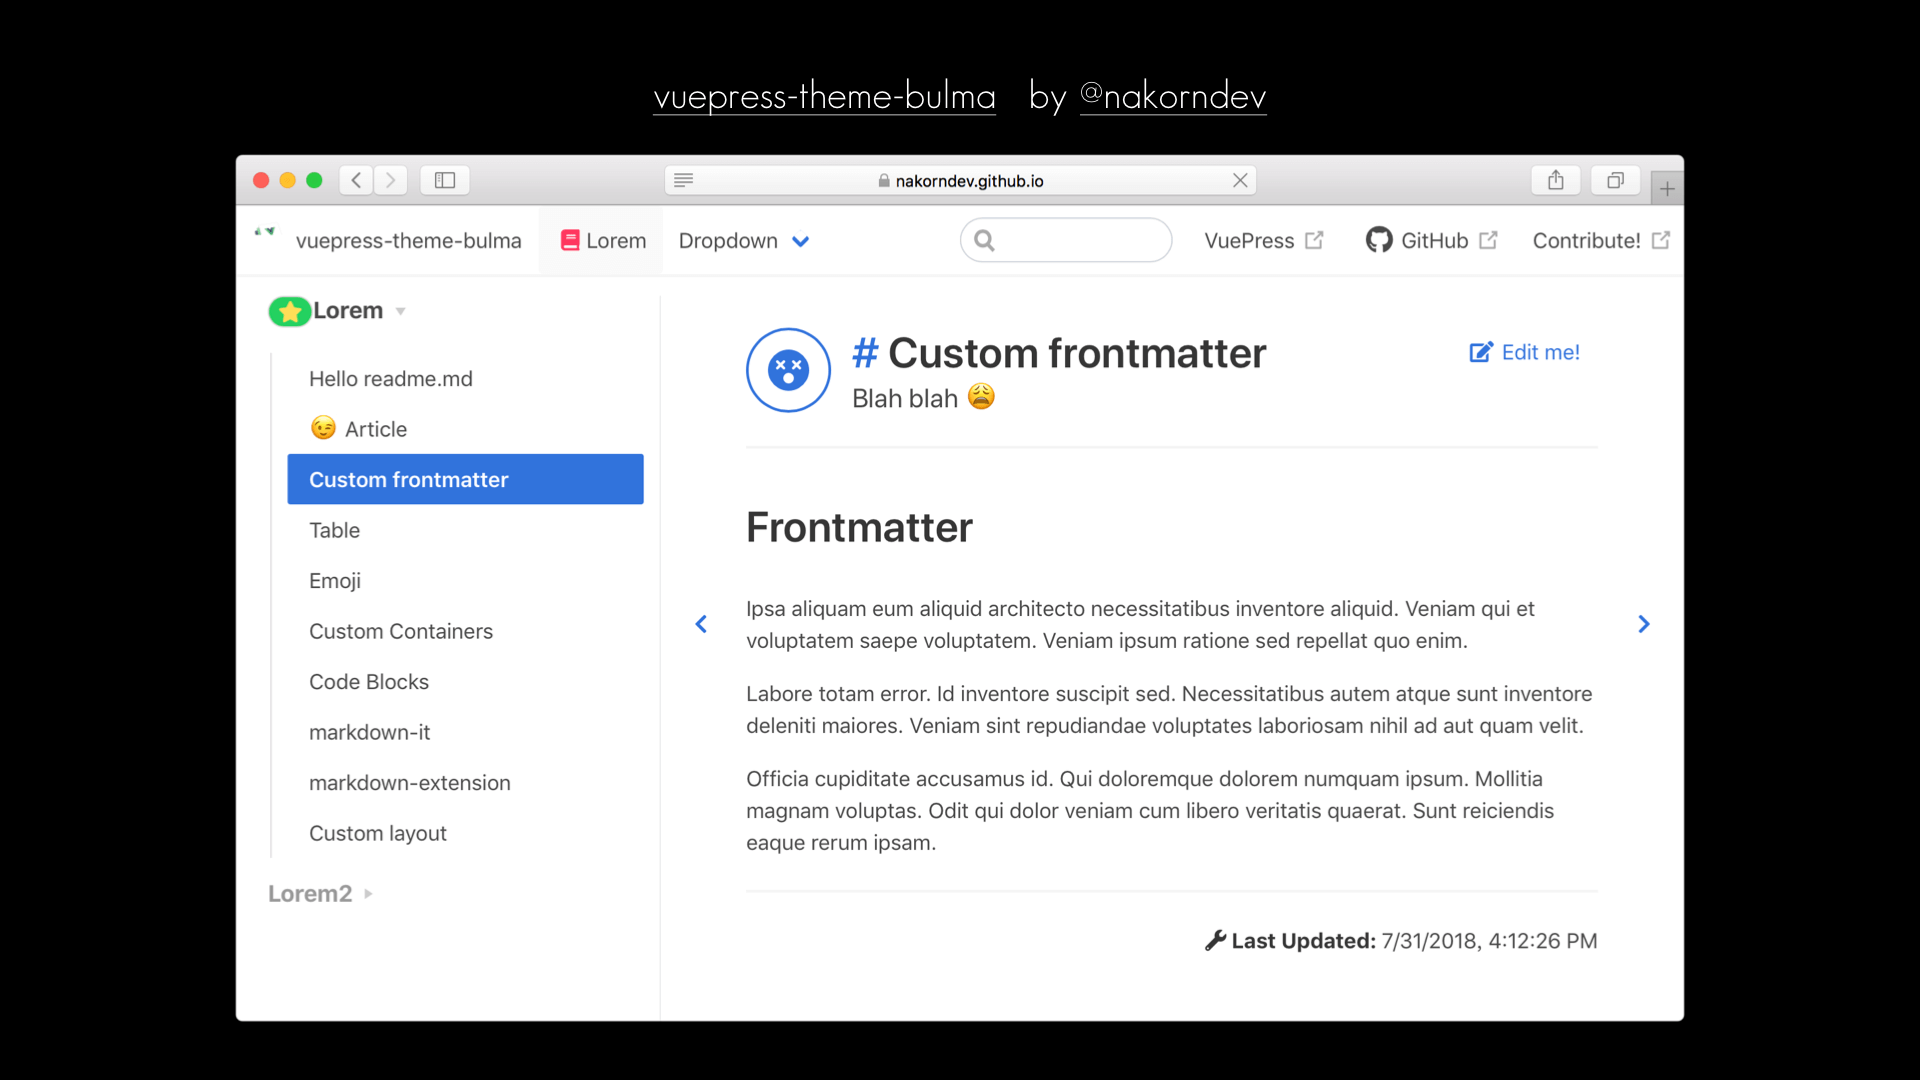 vuepress-theme-bulma by @nakorndev
nakorndev.github.io
vuepress-theme-bulma Lorem Dropdown VuePress GitHub Contribute!
Lorem
Hello readme.md
😉 Article
Custom frontmatter
Table
Emoji
Custom Containers
Code Blocks
markdown-it
markdown-extension
Custom layout
Lorem2
# Custom frontmatter
Edit me!
Blah blah 😩
Frontmatter
Ipsa aliquam eum aliquid architecto necessitatibus inventore aliquid. Veniam qui et
voluptatem saepe voluptatem. Veniam ipsum ratione sed repellat quo enim.
Labore totam error. Id inventore suscipit sed. Necessitatibus autem atque sunt inventore
deleniti maiores. Veniam sint repudiandae voluptates laboriosam nihil ad aut quam velit.
Officia cupiditate accusamus id. Qui doloremque dolorem numquam ipsum. Mollitia
magnam voluptas. Odit qui dolor veniam cum libero veritatis quaerat. Sunt reiciendis
eaque rerum ipsam.
Last Updated: 7/31/2018, 4:12:26 PM